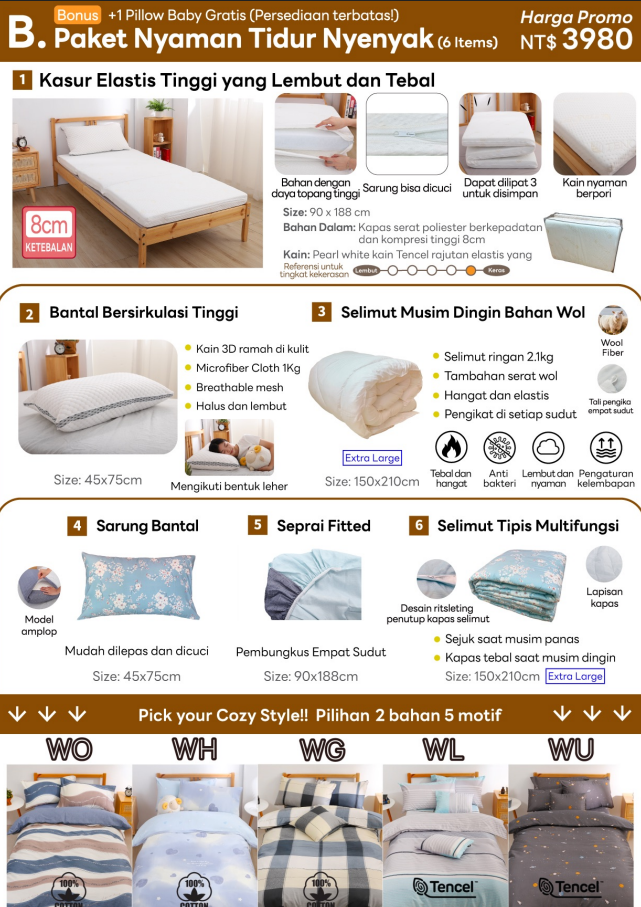 Bonus +1 Pillow Baby Gratis (Persediaan terbatas!)
B. Paket Nyaman Tidur Nyenyak (6 Items)
Harga Promo
NT$ 3980
1 Kasur Elastis Tinggi yang Lembut dan Tebal
8cm
KETEBALAN
Bahan dengan
daya topang tinggi
Sarung bisa dicuci
Dapat dilipat 3
untuk disimpan
Kain nyaman
berpori
Size: 90 x 188 cm
Bahan Dalam: Kapas serat poliester berkepadatan
dan kompresi tinggi 8cm
Kain: Pearl white kain Tencel rajutan elastis yang
Referensi untuk
tingkat kekerasan
Lembut
Keras
2 Bantal Bersirkulasi Tinggi
Kain 3D ramah di kulit
Microfiber Cloth 1Kg
Breathable mesh
Halus dan lembut
Size: 45x75cm
Mengikuti bentuk leher
3 Selimut Musim Dingin Bahan Wol
Wool
Fiber
Selimut ringan 2.1kg
Tambahan serat wol
Hangat dan elastis
Pengikat di setiap sudut
Tali pengika
empat sudut
Extra Large
Size: 150x210cm
Tebal dan
hangat
Anti
bakteri
Lembut dan
nyaman
Pengaturan
kelembapan
4 Sarung Bantal
Model
amplop
Mudah dilepas dan dicuci
Size: 45x75cm
5 Seprai Fitted
Pembungkus Empat Sudut
Size: 90x188cm
6 Selimut Tipis Multifungsi
Desain ritsleting
penutup kapas selimut
Lapisan
kapas
Sejuk saat musim panas
Kapas tebal saat musim dingin
Size: 150x210cm Extra Large
Pick your Cozy Style!! Pilihan 2 bahan 5 motif
WO WH WG WL WU
100%
COTTON
100%
COTTON
100%
COTTON
Tencel™
Tencel™